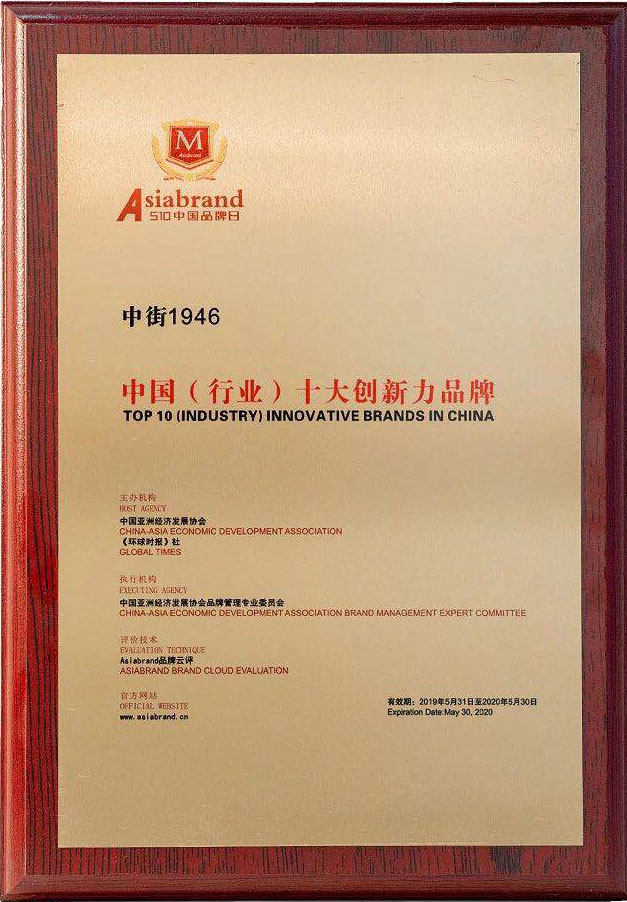 M
Asiabrand
Asiabrand
510中国品牌日
中街1946
中国（行业）十大创新力品牌
TOP 10 (INDUSTRY) INNOVATIVE BRANDS IN CHINA
主办机构
HOST AGENCY
中国亚洲经济发展协会
CHINA-ASIA ECONOMIC DEVELOPMENT ASSOCIATION
《环球时报》社
GLOBAL TIMES
执行机构
EXECUTING AGENCY
中国亚洲经济发展协会品牌管理专业委员会
CHINA-ASIA ECONOMIC DEVELOPMENT ASSOCIATION BRAND MANAGEMENT EXPERT COMMITTEE
评价技术
EVALUATION TECHNIQUE
Asiabrand品牌云评
ASIABRAND BRAND CLOUD EVALUATION
官方网站
OFFICIAL WEBSITE
www.asiabrand.cn
有效期：2019年5月31日至2020年5月30日
Expiration Date:May 30, 2020